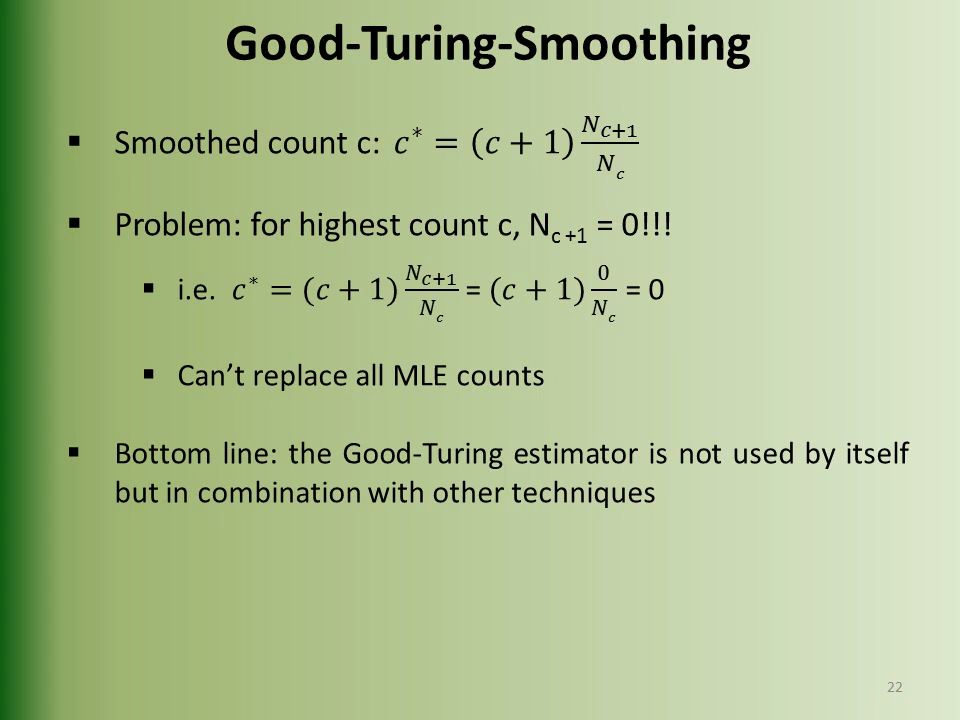 Good-Turing-Smoothing
▪ Smoothed count c: 𝑐* = (𝑐 + 1) 𝑁𝐶+1/𝑁𝑐
▪ Problem: for highest count c, Nc +1 = 0!!!
▪ i.e. 𝑐* = (𝑐 + 1) 𝑁𝐶+1/𝑁𝑐 = (𝑐 + 1) 0/𝑁𝑐 = 0
▪ Can’t replace all MLE counts
▪ Bottom line: the Good-Turing estimator is not used by itself
but in combination with other techniques
22